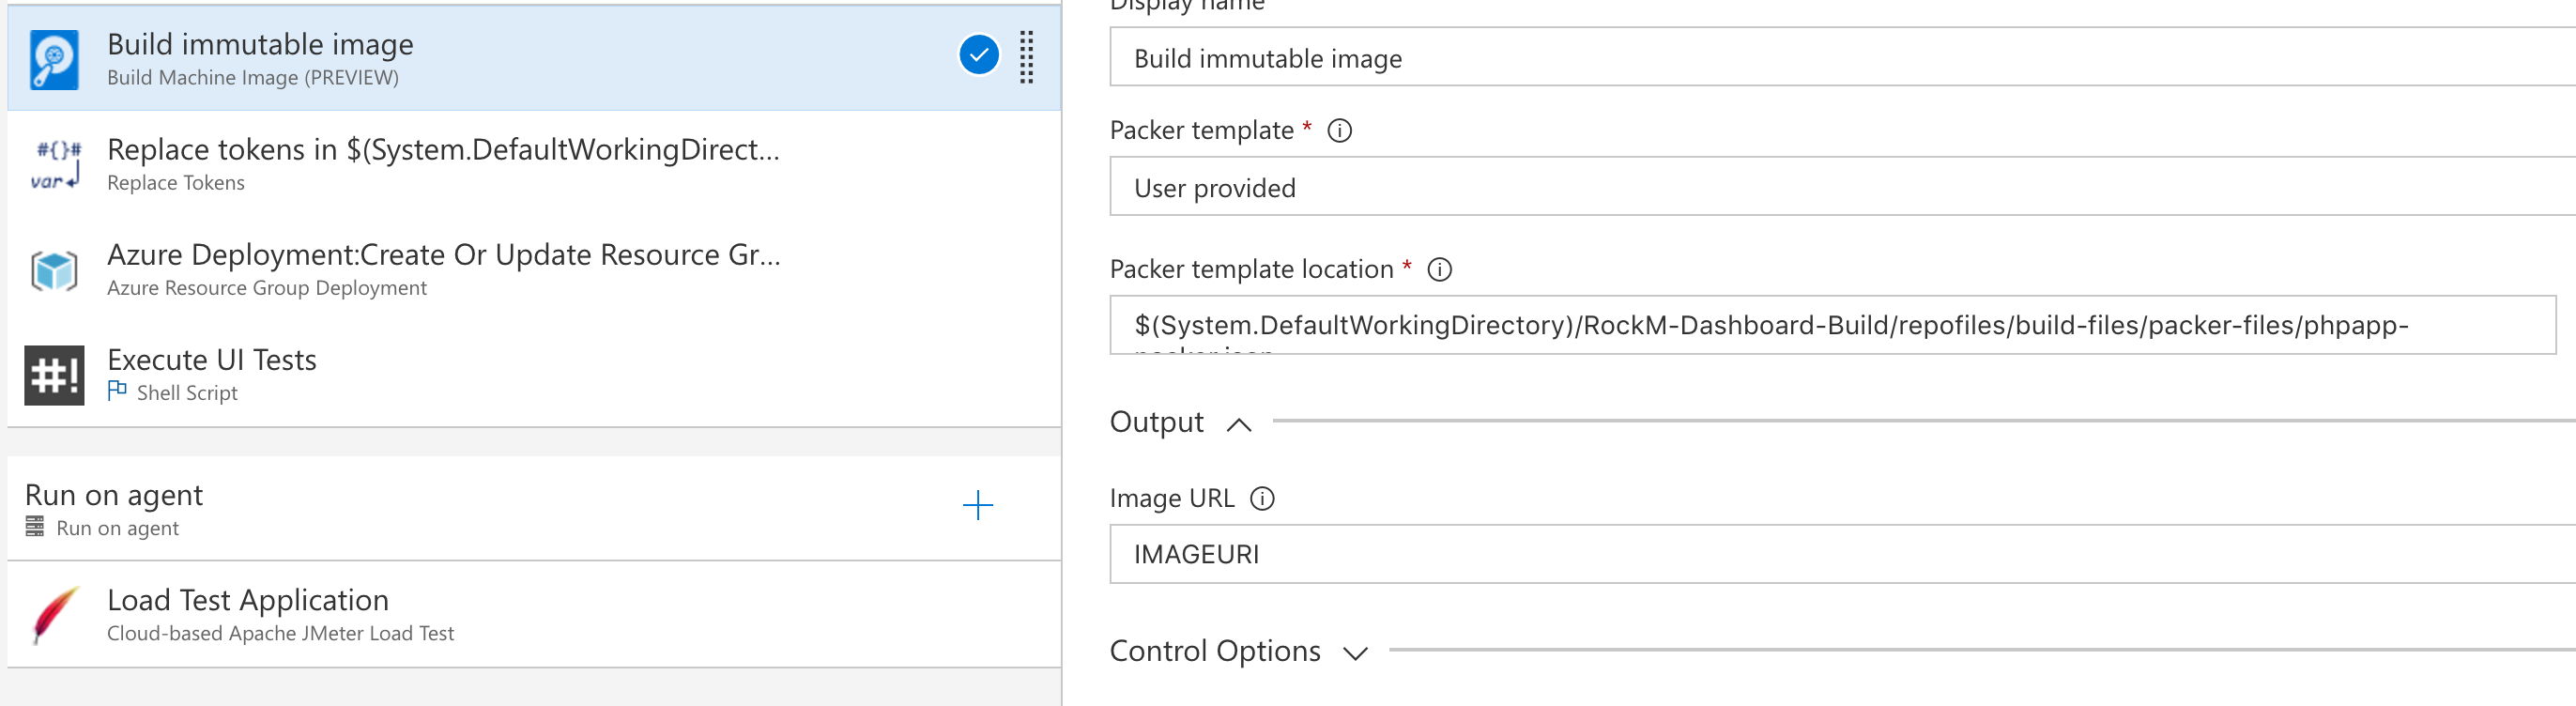 Build immutable image
Build Machine Image (PREVIEW)
#{}#
var
Replace tokens in $(System.DefaultWorkingDirect...
Replace Tokens
Azure Deployment:Create Or Update Resource Gr...
Azure Resource Group Deployment
#!
Execute UI Tests
Shell Script
Run on agent
Run on agent
Load Test Application
Cloud-based Apache JMeter Load Test
Display name
Build immutable image
Packer template *
User provided
Packer template location *
$(System.DefaultWorkingDirectory)/RockM-Dashboard-Build/repofiles/build-files/packer-files/phpapp-
packer.json
Output
Image URL
IMAGEURI
Control Options